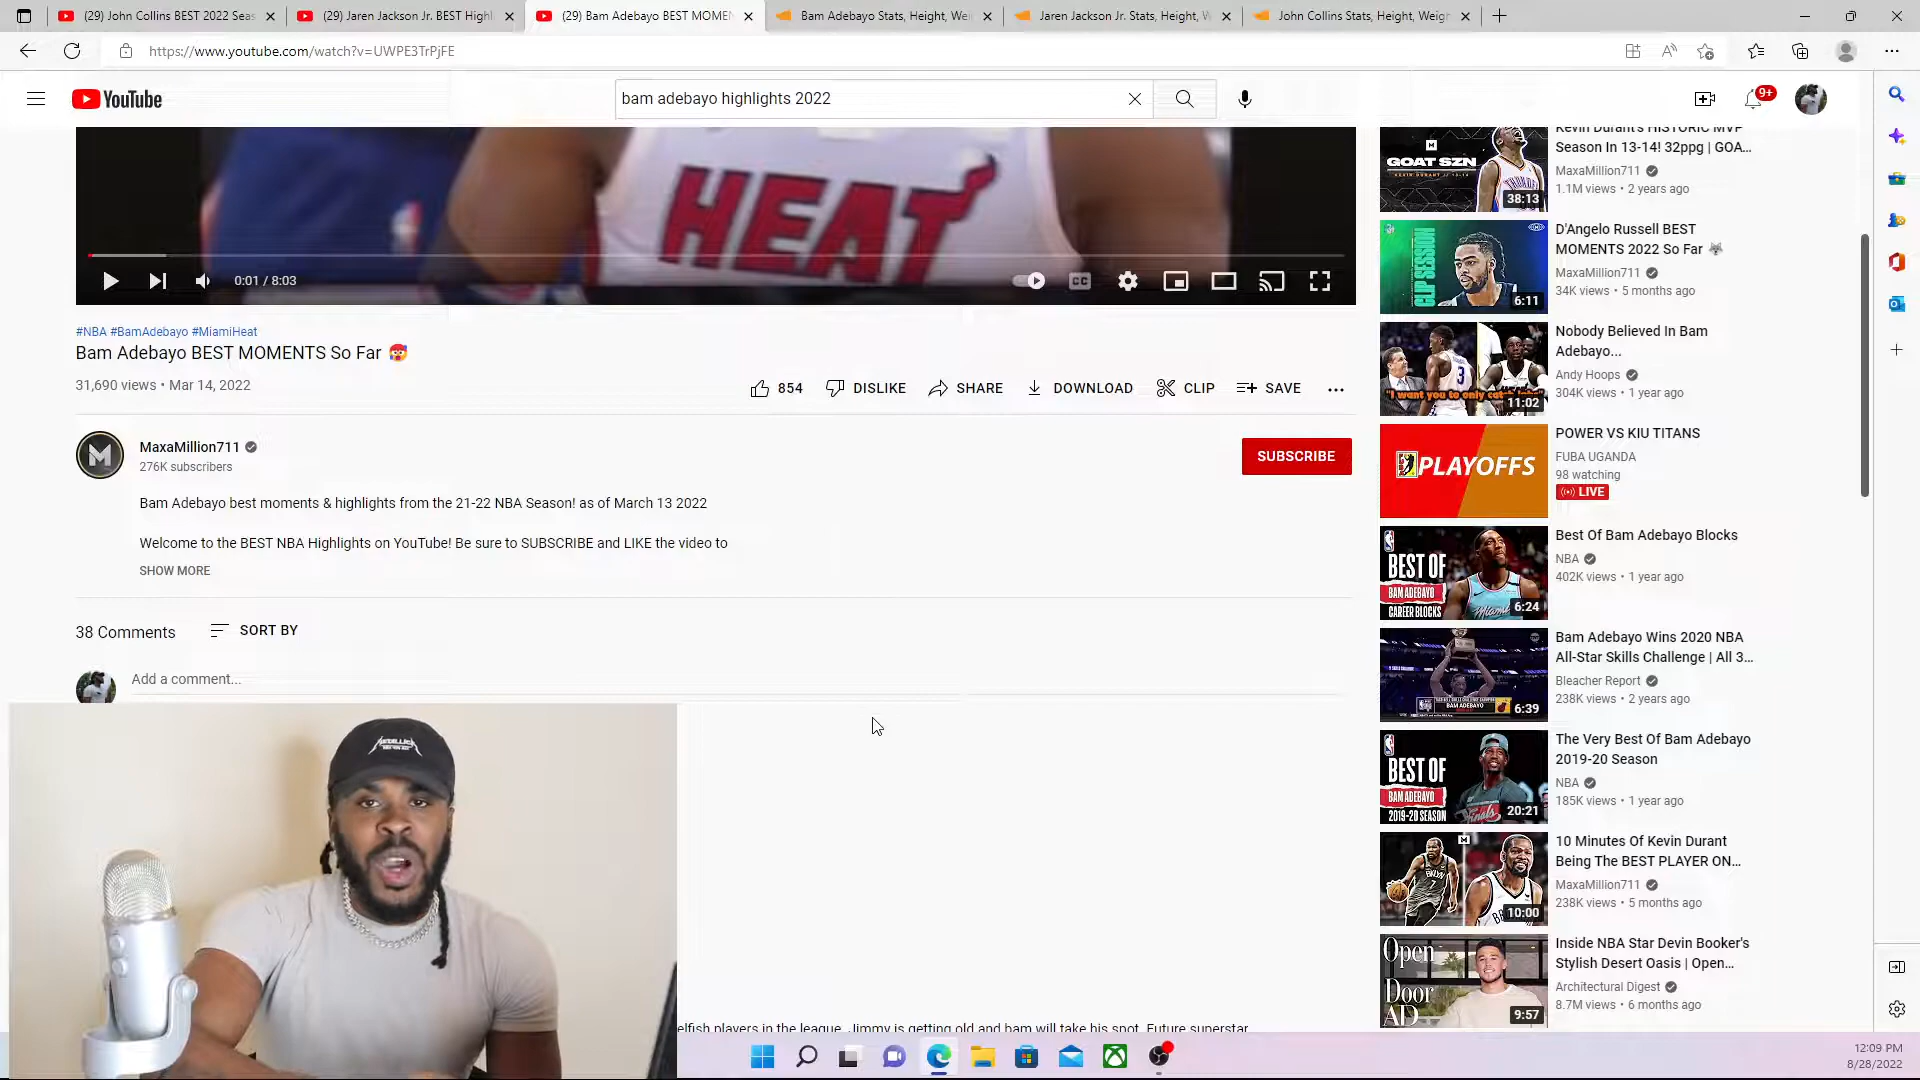 (29) John Collins BEST 2022 Seas
(29) Jaren Jackson Jr. BEST Highl
(29) Bam Adebayo BEST MOMEN
Bam Adebayo Stats, Height, Wei
Jaren Jackson Jr. Stats, Height, W
John Collins Stats, Height, Weigh
https://www.youtube.com/watch?v=UWPE3TrPjFE
YouTube
bam adebayo highlights 2022
9+
HEAT
0:01 / 8:03
CC
#NBA #BamAdebayo #MiamiHeat
Bam Adebayo BEST MOMENTS So Far 🤯
31,690 views • Mar 14, 2022
854
DISLIKE
SHARE
DOWNLOAD
CLIP
SAVE
MaxaMillion711
276K subscribers
SUBSCRIBE
Bam Adebayo best moments & highlights from the 21-22 NBA Season! as of March 13 2022
Welcome to the BEST NBA Highlights on YouTube! Be sure to SUBSCRIBE and LIKE the video to
SHOW MORE
38 Comments
SORT BY
Add a comment...
METALLICA
elfish players in the league. Jimmy is getting old and bam will take his spot. Future superstar
GOAT SZN
38:13
Kevin Durant's HISTORIC MVP
Season In 13-14! 32ppg | GOA...
MaxaMillion711
1.1M views • 2 years ago
CLIP SESSION
6:11
D'Angelo Russell BEST
MOMENTS 2022 So Far 🐺
MaxaMillion711
34K views • 5 months ago
3
11:02
Nobody Believed In Bam
Adebayo...
Andy Hoops
304K views • 1 year ago
PLAYOFFS
POWER VS KIU TITANS
FUBA UGANDA
98 watching
LIVE
BEST OF
BAM ADEBAYO
CAREER BLOCKS
6:24
Best Of Bam Adebayo Blocks
NBA
402K views • 1 year ago
BAM ADEBAYO
6:39
Bam Adebayo Wins 2020 NBA
All-Star Skills Challenge | All 3...
Bleacher Report
238K views • 2 years ago
BEST OF
BAM ADEBAYO
2019-20 SEASON
20:21
The Very Best Of Bam Adebayo
2019-20 Season
NBA
185K views • 1 year ago
10:00
10 Minutes Of Kevin Durant
Being The BEST PLAYER ON...
MaxaMillion711
238K views • 5 months ago
Open
Door
AD
9:57
Inside NBA Star Devin Booker's
Stylish Desert Oasis | Open...
Architectural Digest
8.7M views • 6 months ago
12:09 PM
8/28/2022